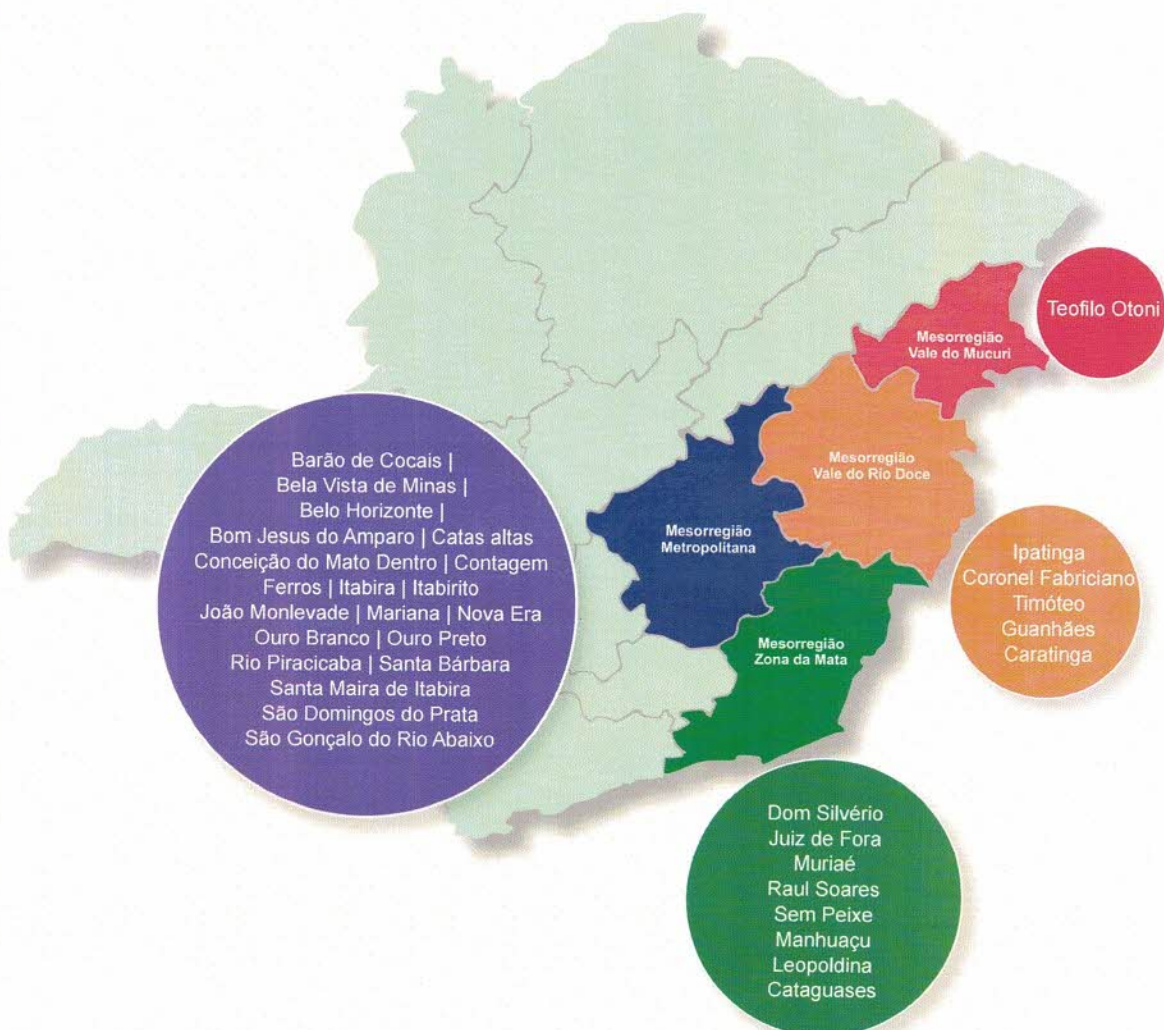 Teofilo Otoni
Mesorregião
Vale do Mucuri
Mesorregião
Vale do Rio Doce
Mesorregião
Metropolitana
Mesorregião
Zona da Mata
Barão de Cocais |
Bela Vista de Minas |
Belo Horizonte |
Bom Jesus do Amparo | Catas altas
Conceição do Mato Dentro | Contagem
Ferros | Itabira | Itabirito
João Monlevade | Mariana | Nova Era
Ouro Branco | Ouro Preto
Rio Piracicaba | Santa Bárbara
Santa Maira de Itabira
São Domingos do Prata
São Gonçalo do Rio Abaixo
Ipatinga
Coronel Fabriciano
Timóteo
Guanhães
Caratinga
Dom Silvério
Juiz de Fora
Muriaé
Raul Soares
Sem Peixe
Manhuaçu
Leopoldina
Cataguases